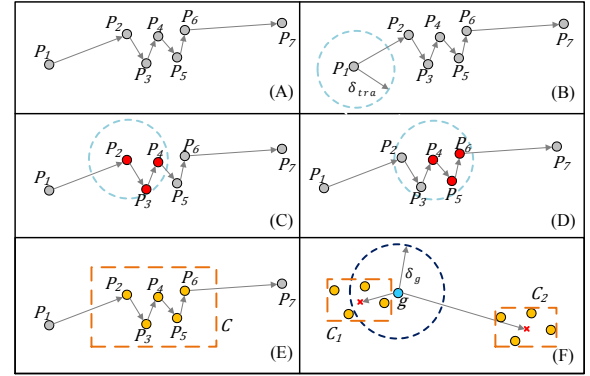 P1 P2 P3 P4 P5 P6 P7 (A)
P1 P2 P3 P4 P5 P6 P7 δtra (B)
P1 P2 P3 P4 P5 P6 P7 (C)
P1 P2 P3 P4 P5 P6 P7 (D)
P1 P2 P3 P4 P5 P6 P7 C (E)
C1 g δg C2 (F)